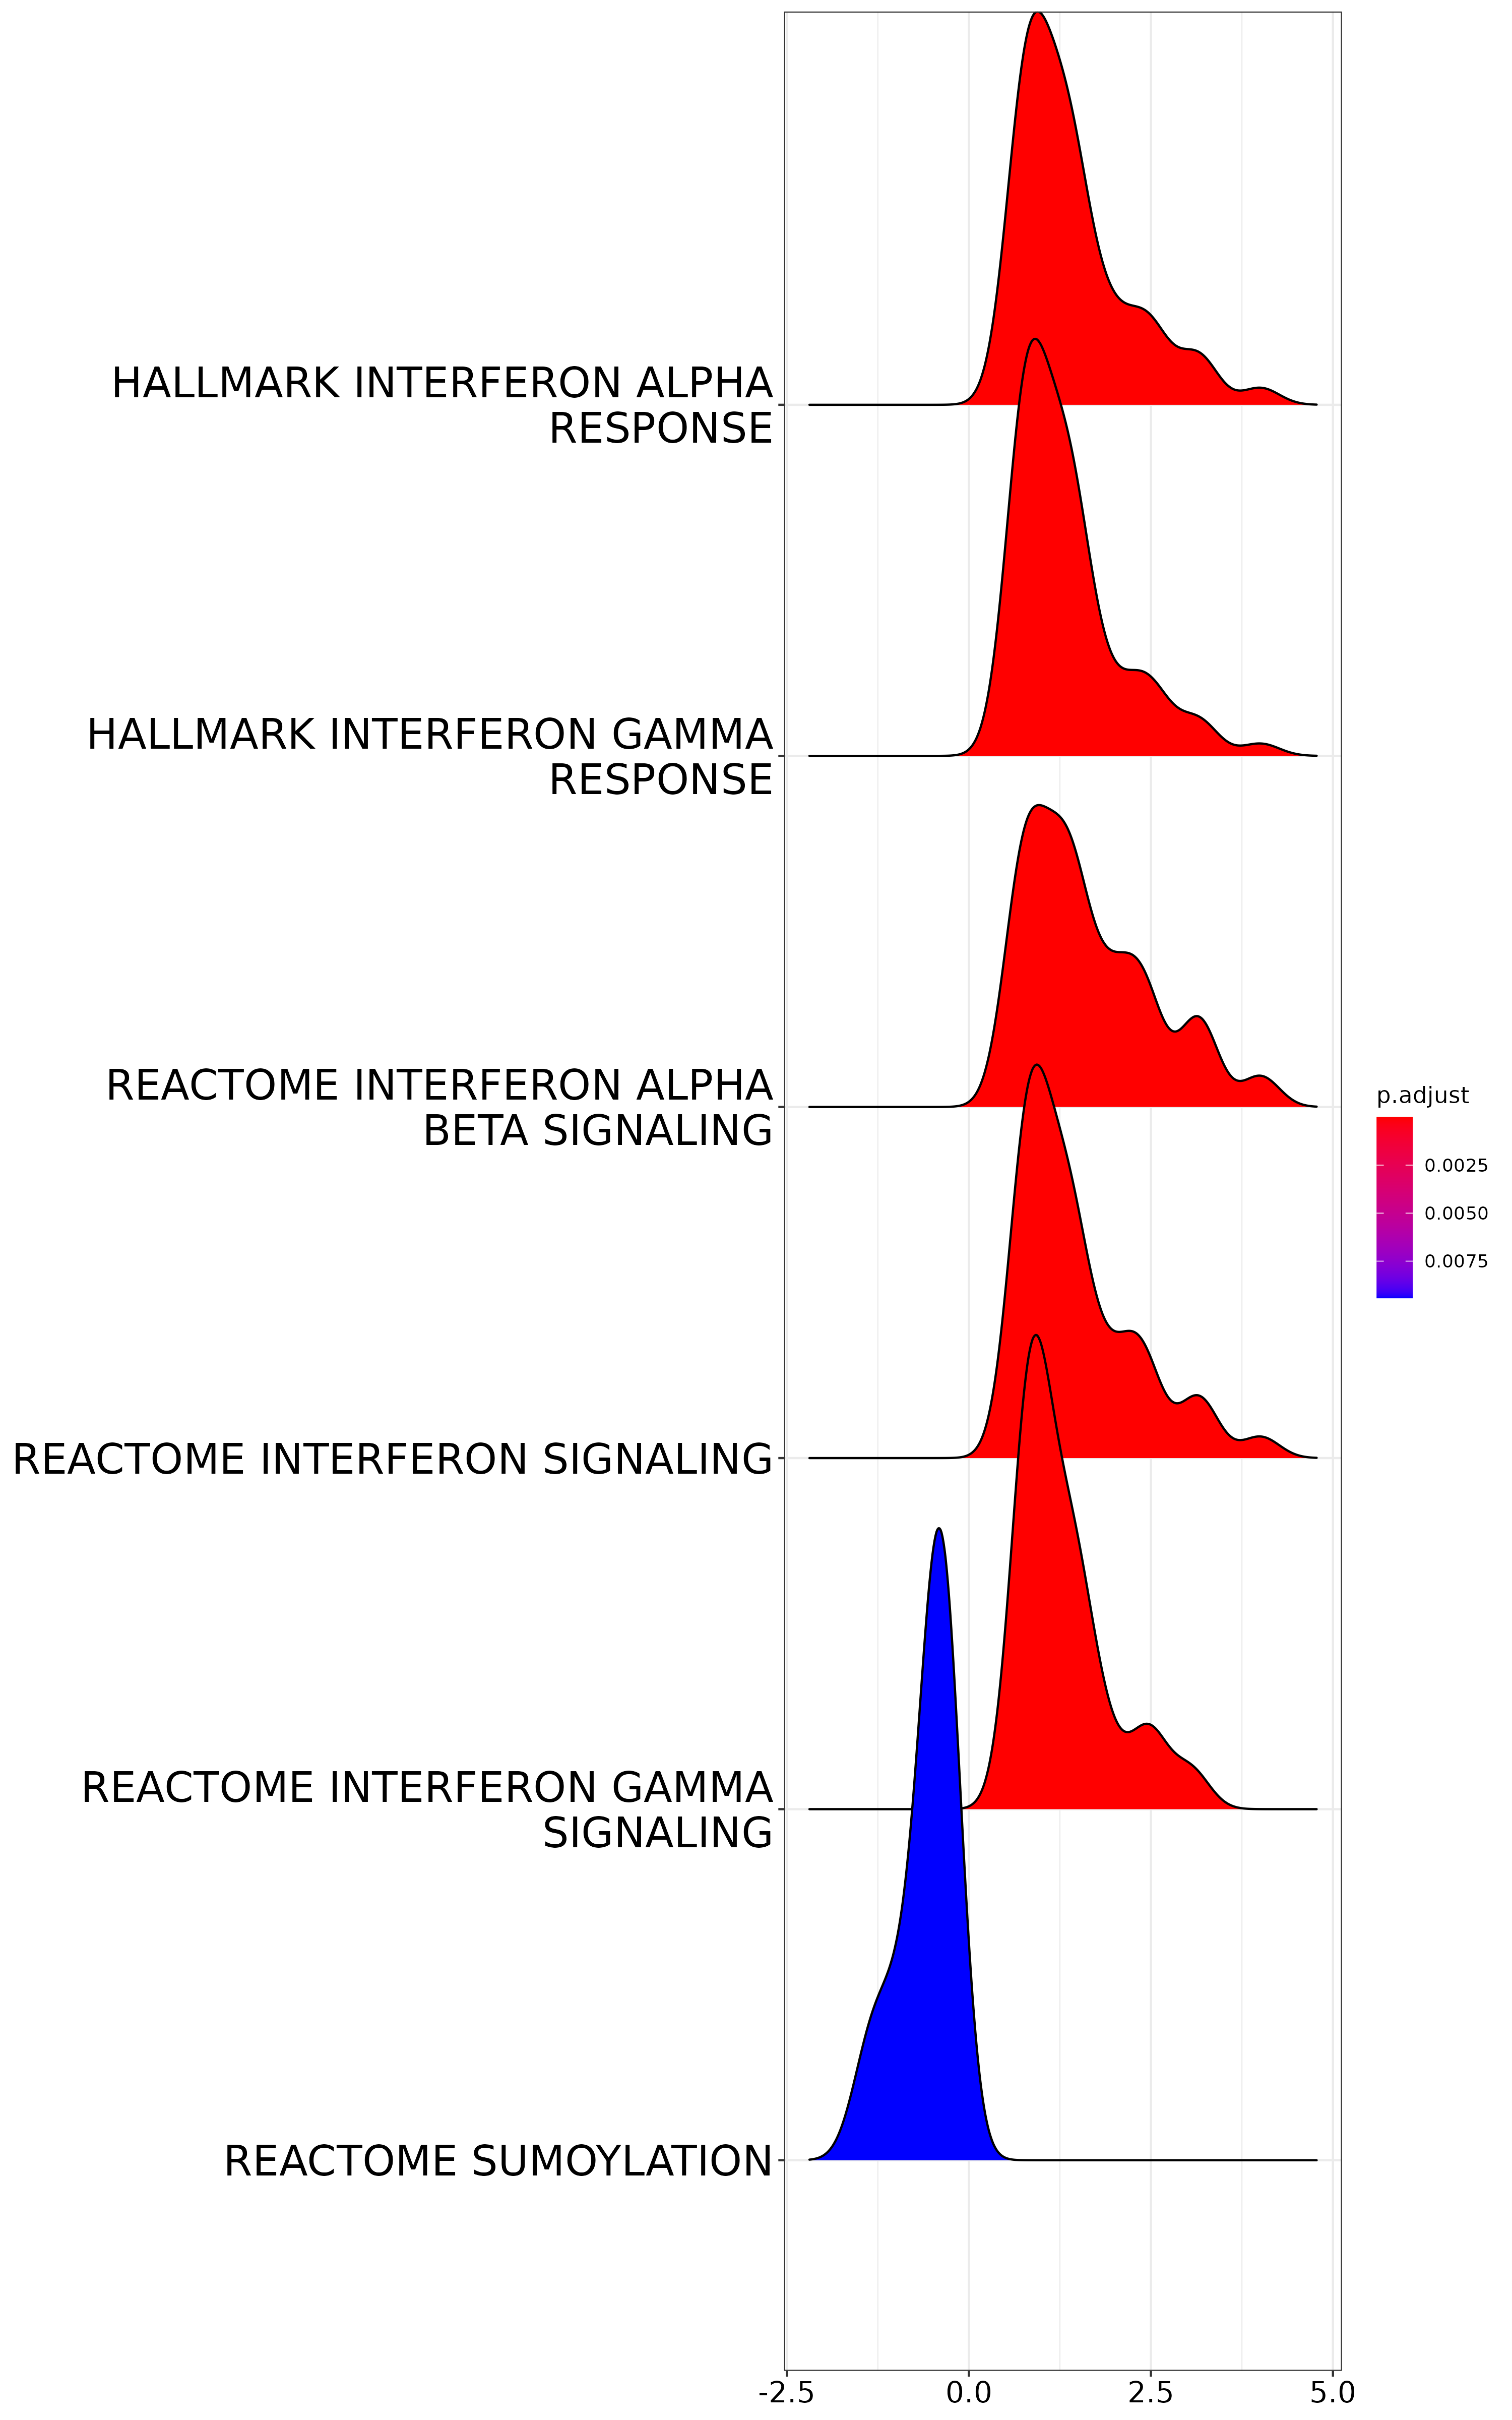 HALLMARK INTERFERON ALPHA
RESPONSE
HALLMARK INTERFERON GAMMA
RESPONSE
REACTOME INTERFERON ALPHA
BETA SIGNALING
REACTOME INTERFERON SIGNALING
REACTOME INTERFERON GAMMA
SIGNALING
REACTOME SUMOYLATION
-2.5 0.0 2.5 5.0
p.adjust
0.0025
0.0050
0.0075